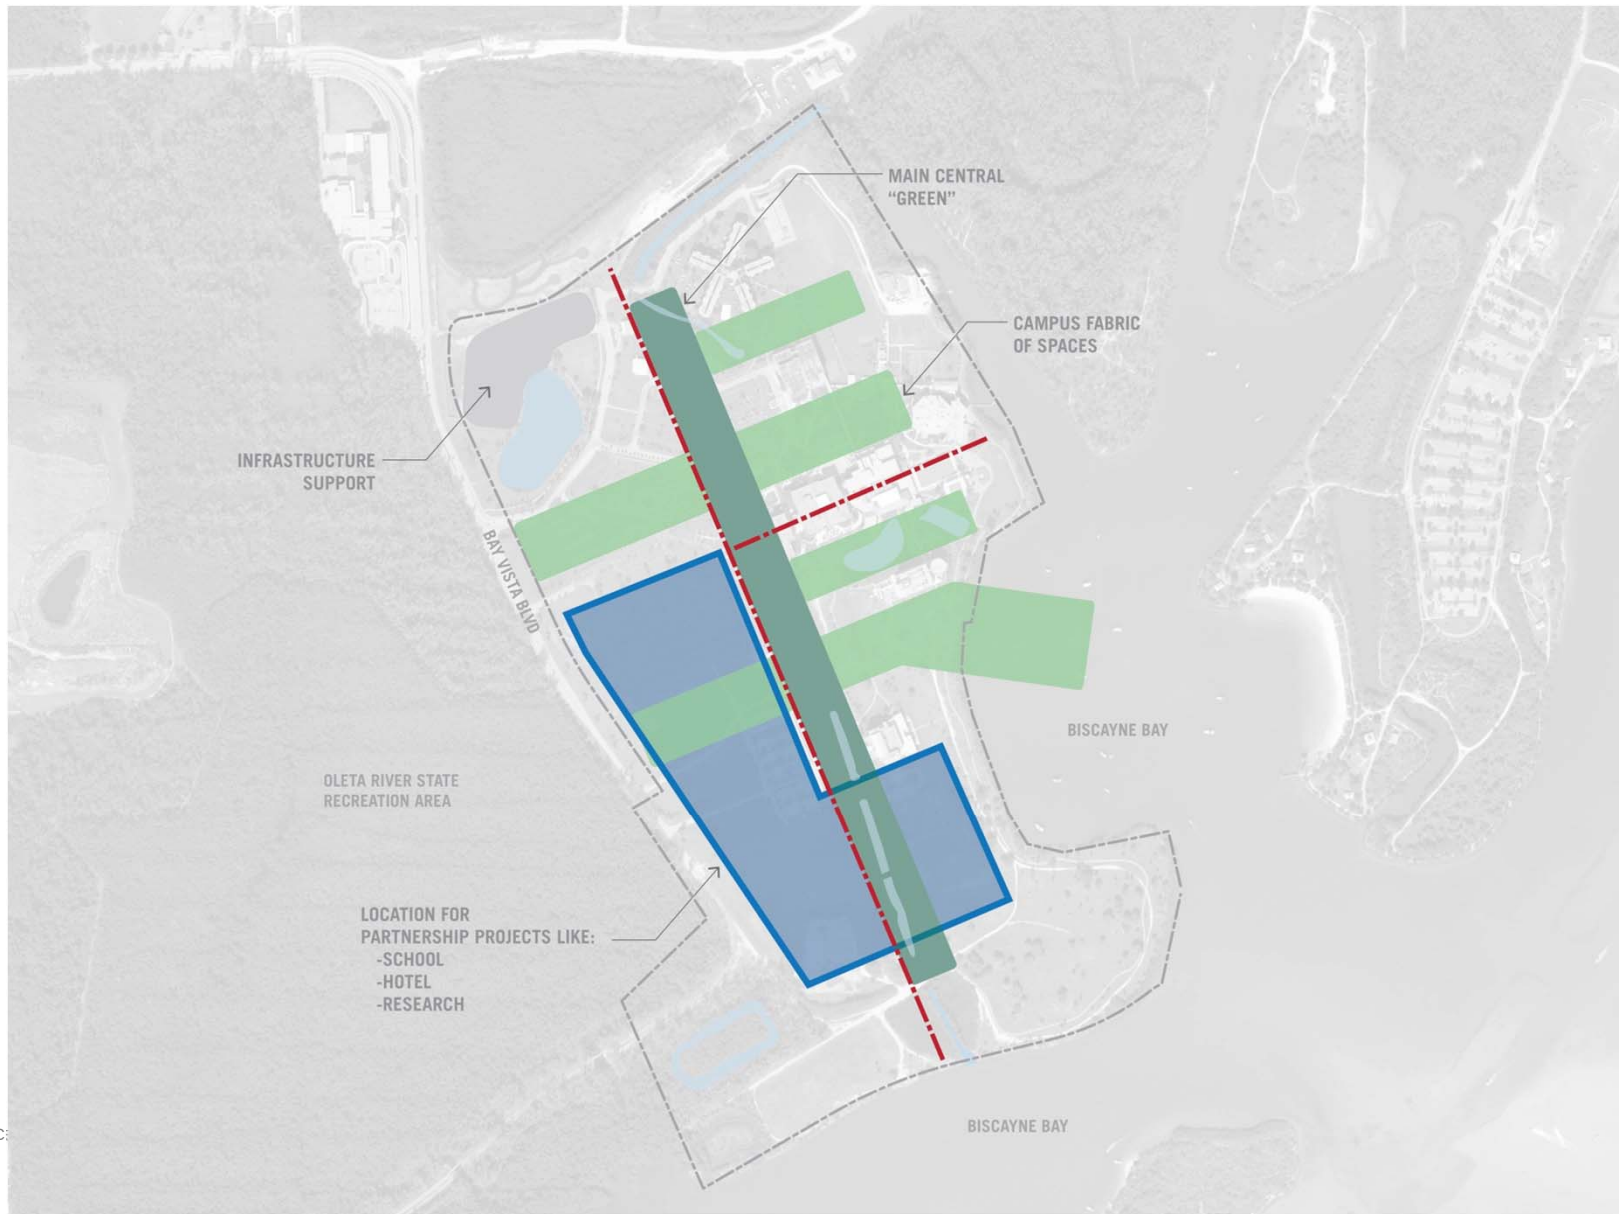 MAIN CENTRAL
“GREEN”
CAMPUS FABRIC
OF SPACES
INFRASTRUCTURE
SUPPORT
BAY VISTA BLVD
BISCAYNE BAY
OLETA RIVER STATE
RECREATION AREA
LOCATION FOR
PARTNERSHIP PROJECTS LIKE:
-SCHOOL
-HOTEL
-RESEARCH
BISCAYNE BAY